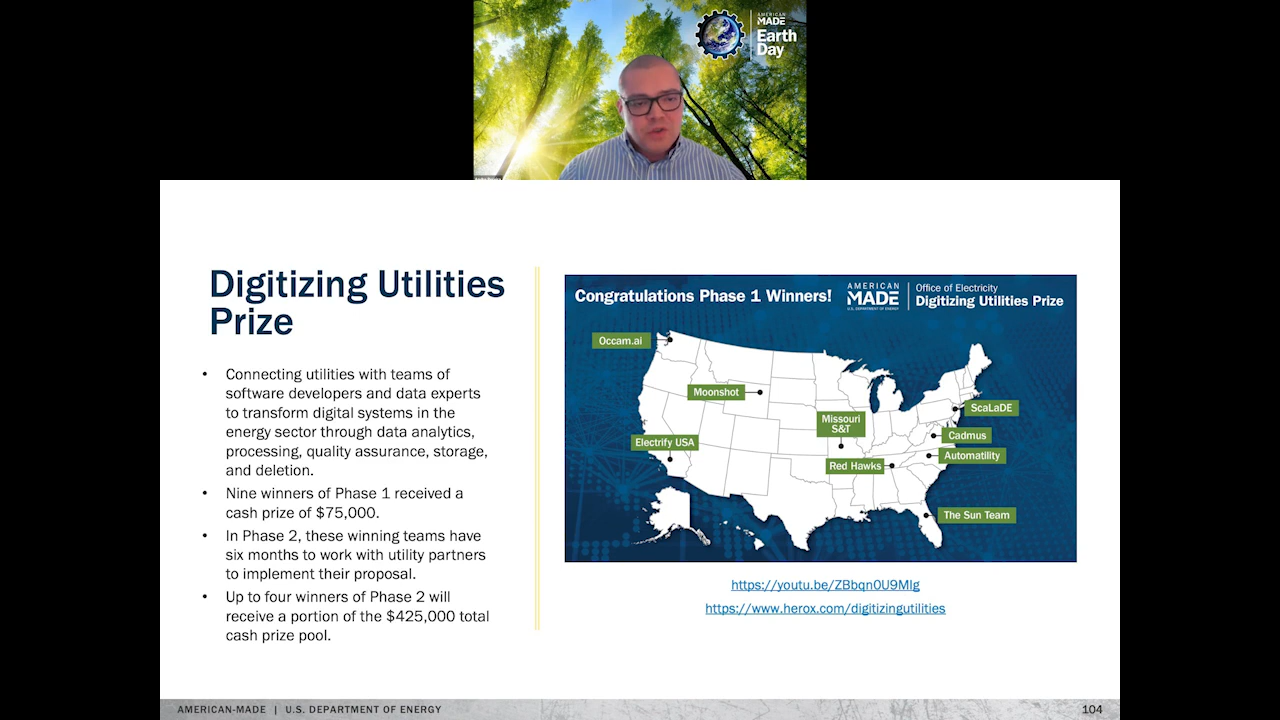 AMERICAN
MADE
Earth
Day
Digitizing Utilities
Prize
• Connecting utilities with teams of
software developers and data experts
to transform digital systems in the
energy sector through data analytics,
processing, quality assurance, storage,
and deletion.
• Nine winners of Phase 1 received a
cash prize of $75,000.
• In Phase 2, these winning teams have
six months to work with utility partners
to implement their proposal.
• Up to four winners of Phase 2 will
receive a portion of the $425,000 total
cash prize pool.
Congratulations Phase 1 Winners!
AMERICAN
MADE
U.S. DEPARTMENT OF ENERGY
Office of Electricity
Digitizing Utilities Prize
Occam.ai
Moonshot
Missouri
S&T
ScaLaDE
Electrify USA
Cadmus
Automatility
Red Hawks
The Sun Team
https://youtu.be/ZBbqn0U9MIg
https://www.herox.com/digitizingutilities
AMERICAN-MADE | U.S. DEPARTMENT OF ENERGY
104